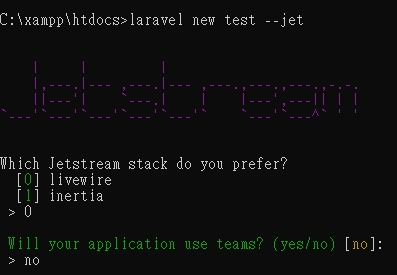 C:\xampp\htdocs>laravel new test --jet
Jetstream
Which Jetstream stack do you prefer?
[0] livewire
[1] inertia
> 0
Will your application use teams? (yes/no) [no]:
> no